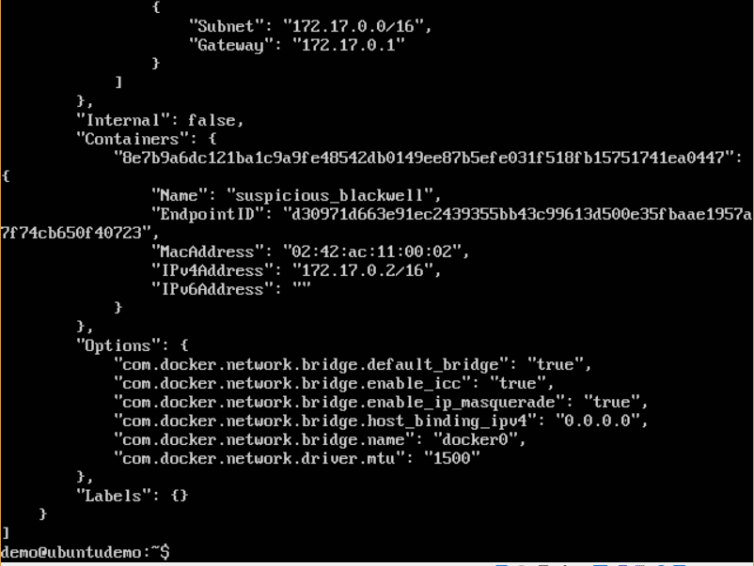 {
"Subnet": "172.17.0.0/16",
"Gateway": "172.17.0.1"
}
]
},
"Internal": false,
"Containers": {
"8e7b9a6dc121ba1c9a9fe48542db0149ee87b5efe031f518fb15751741ea0447":
{
"Name": "suspicious_blackwell",
"EndpointID": "d30971d663e91ec2439355bb43c99613d500e35fbaae1957a
7f74cb650f40723",
"MacAddress": "02:42:ac:11:00:02",
"IPv4Address": "172.17.0.2/16",
"IPv6Address": ""
}
},
"Options": {
"com.docker.network.bridge.default_bridge": "true",
"com.docker.network.bridge.enable_icc": "true",
"com.docker.network.bridge.enable_ip_masquerade": "true",
"com.docker.network.bridge.host_binding_ipv4": "0.0.0.0",
"com.docker.network.bridge.name": "docker0",
"com.docker.network.driver.mtu": "1500"
},
"Labels": {}
}
]
demo@ubuntudemo:~$